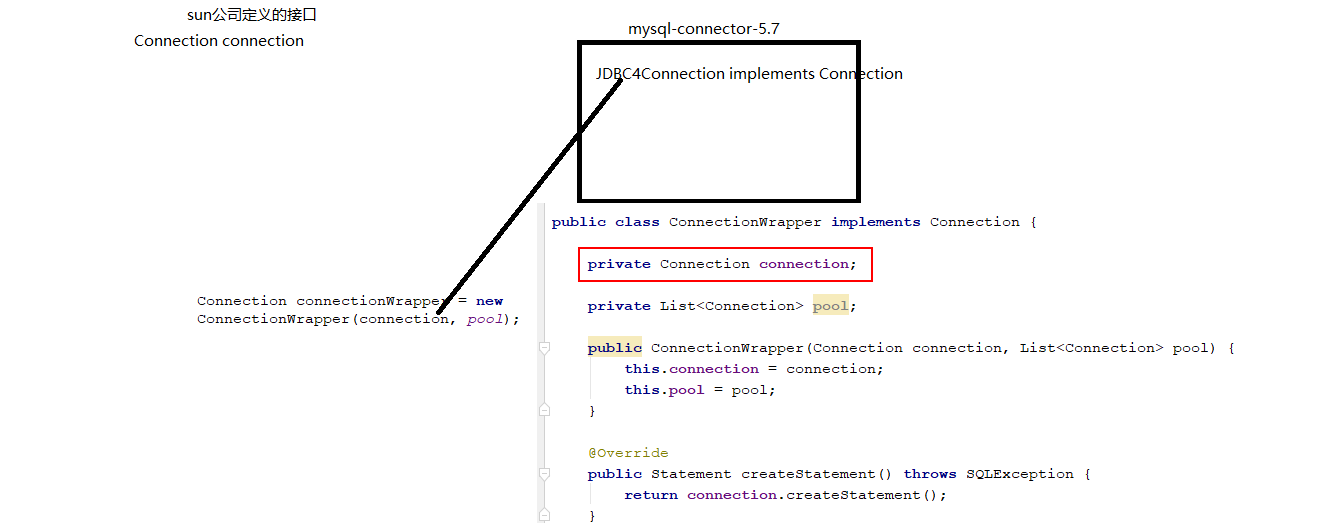 sun公司定义的接口
Connection connection
mysql-connector-5.7
JDBC4Connection implements Connection
Connection connectionWrapper = new
ConnectionWrapper(connection, pool);
public class ConnectionWrapper implements Connection {
private Connection connection;
private List<Connection> pool;
public ConnectionWrapper(Connection connection, List<Connection> pool) {
this.connection = connection;
this.pool = pool;
}
@Override
public Statement createStatement() throws SQLException {
return connection.createStatement();
}